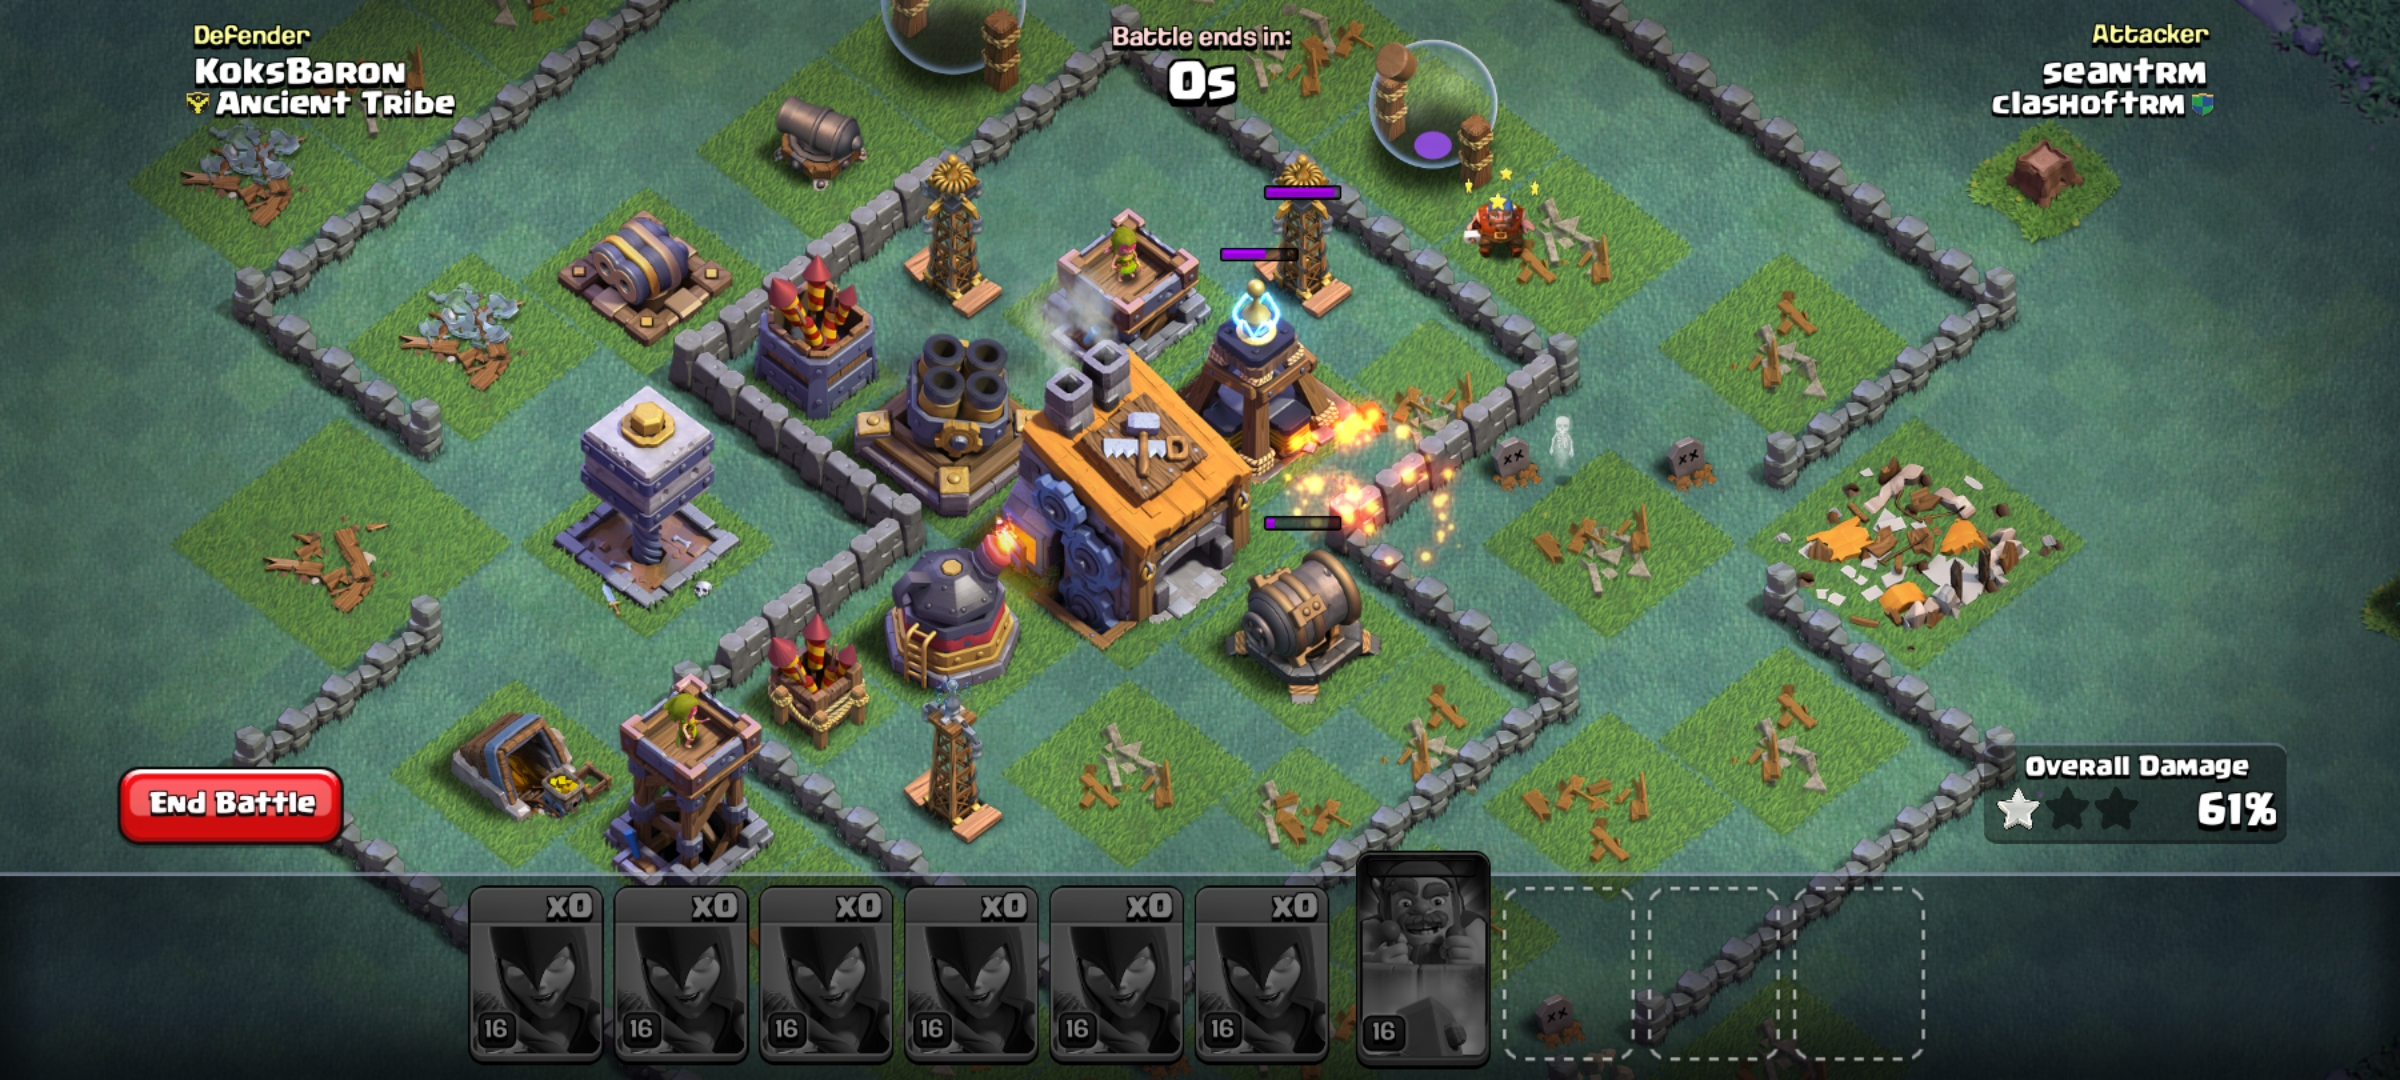 Defender
KoksBaron
Ancient Tribe
Battle ends in:
0s
Attacker
seantRM
clashoftRM
End Battle
Overall Damage
61%
x0
x0
x0
x0
x0
x0
16
16
16
16
16
16
16